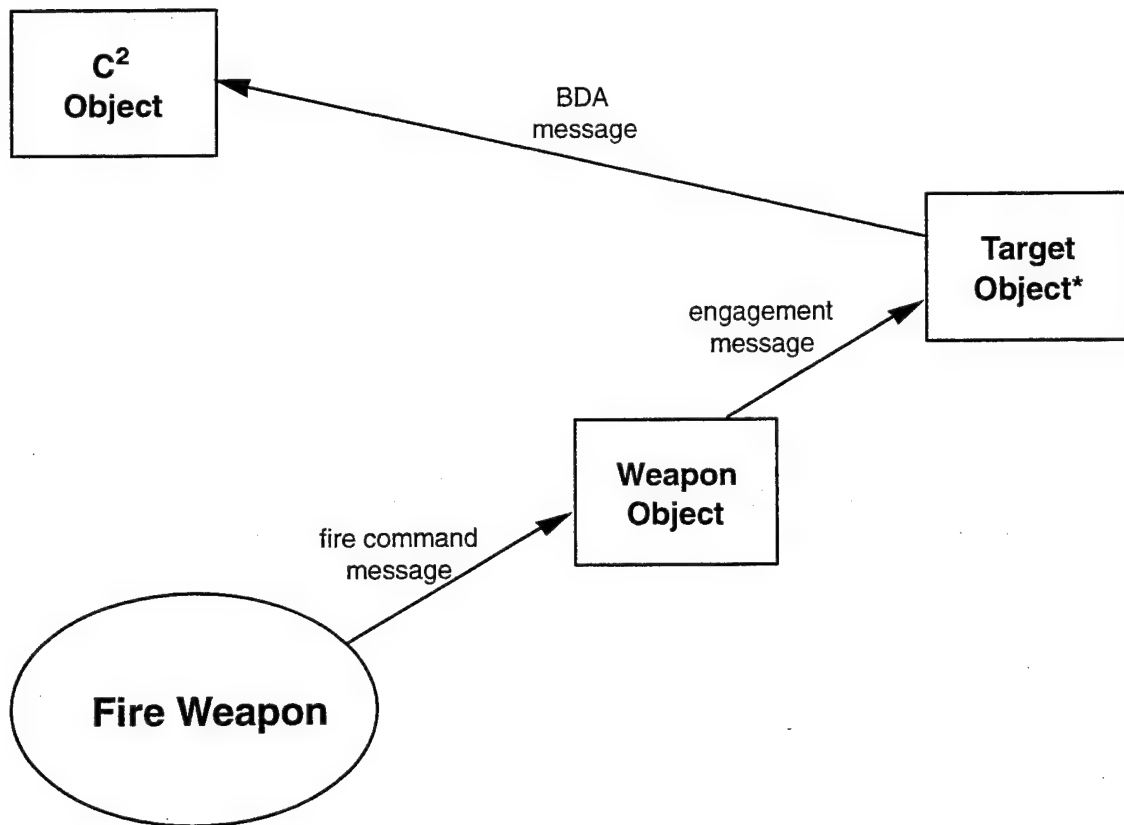 C²
Object
BDA
message
Target
Object*
engagement
message
Weapon
Object
fire command
message
Fire Weapon